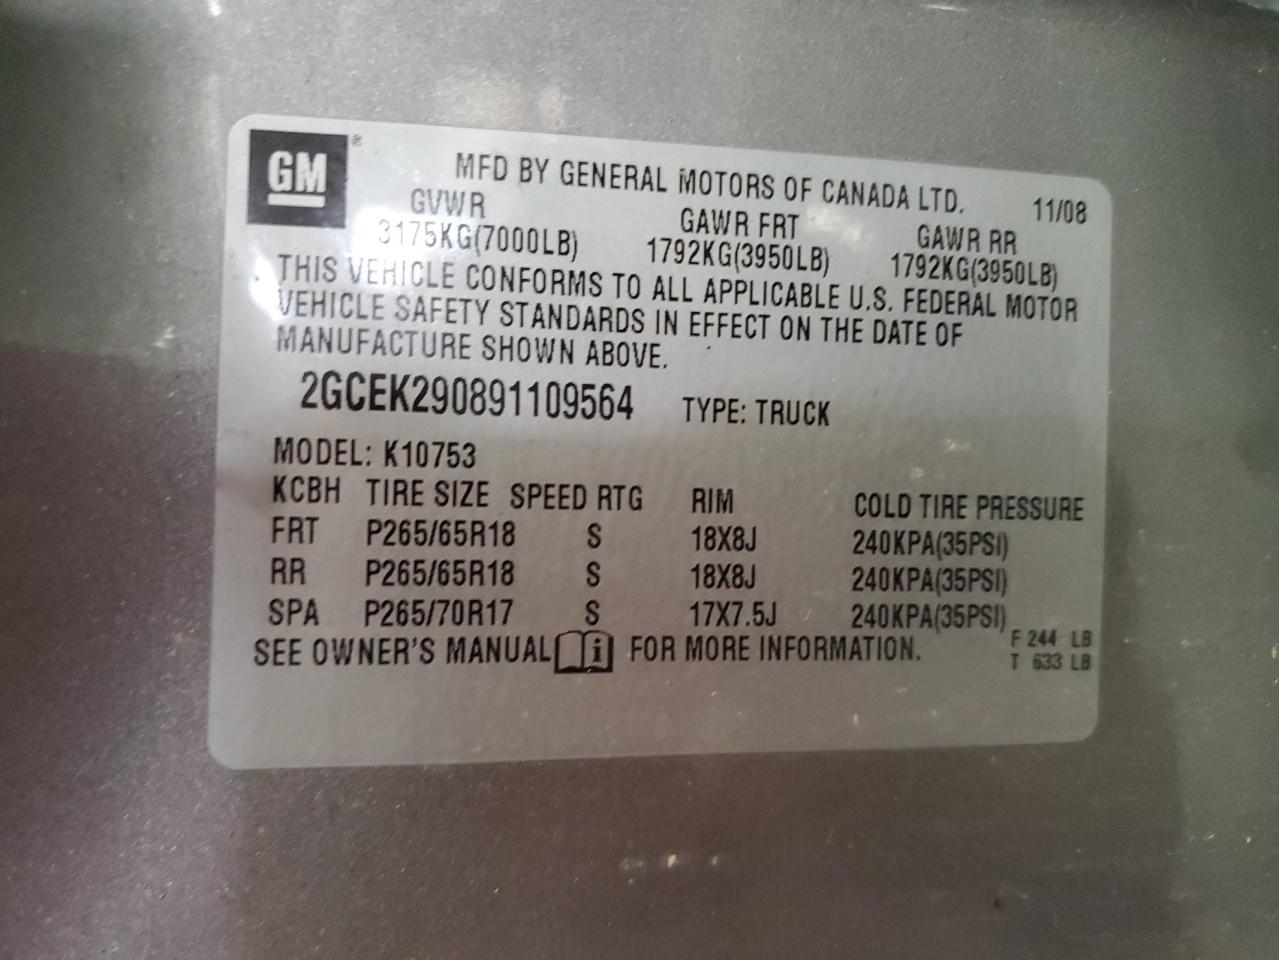 GM®
MFD BY GENERAL MOTORS OF CANADA LTD.
11/08
GVWR GAWR FRT GAWR RR
3175KG(7000LB) 1792KG(3950LB) 1792KG(3950LB)
THIS VEHICLE CONFORMS TO ALL APPLICABLE U.S. FEDERAL MOTOR
VEHICLE SAFETY STANDARDS IN EFFECT ON THE DATE OF
MANUFACTURE SHOWN ABOVE.
2GCEK290891109564 TYPE: TRUCK
MODEL: K10753
KCBH TIRE SIZE SPEED RTG RIM COLD TIRE PRESSURE
FRT P265/65R18 S 18X8J 240KPA(35PSI)
RR P265/65R18 S 18X8J 240KPA(35PSI)
SPA P265/70R17 S 17X7.5J 240KPA(35PSI)
SEE OWNER'S MANUAL i FOR MORE INFORMATION.
F 244 LB
T 633 LB